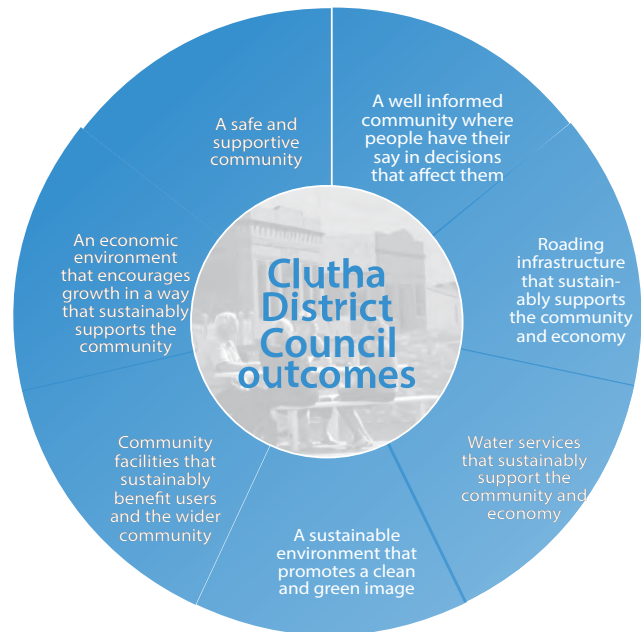 Clutha
District
Council
outcomes
A well informed
community where
people have their
say in decisions
that affect them
Roading
infrastructure
that sustain-
ably supports
the community
and economy
Water services
that sustainably
support the
community and
economy
A sustainable
environment that
promotes a clean
and green image
Community
facilities that
sustainably
benefit users
and the wider
community
An economic
environment
that encourages
growth in a way
that sustainably
supports the
community
A safe and
supportive
community